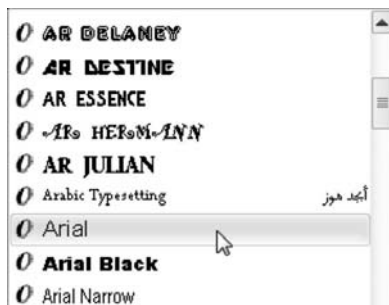 AR DELANEY
AR DESTINE
AR ESSENCE
AR HERMANN
AR JULIAN
Arabic Typesetting أبجد هوز
Arial
Arial Black
Arial Narrow